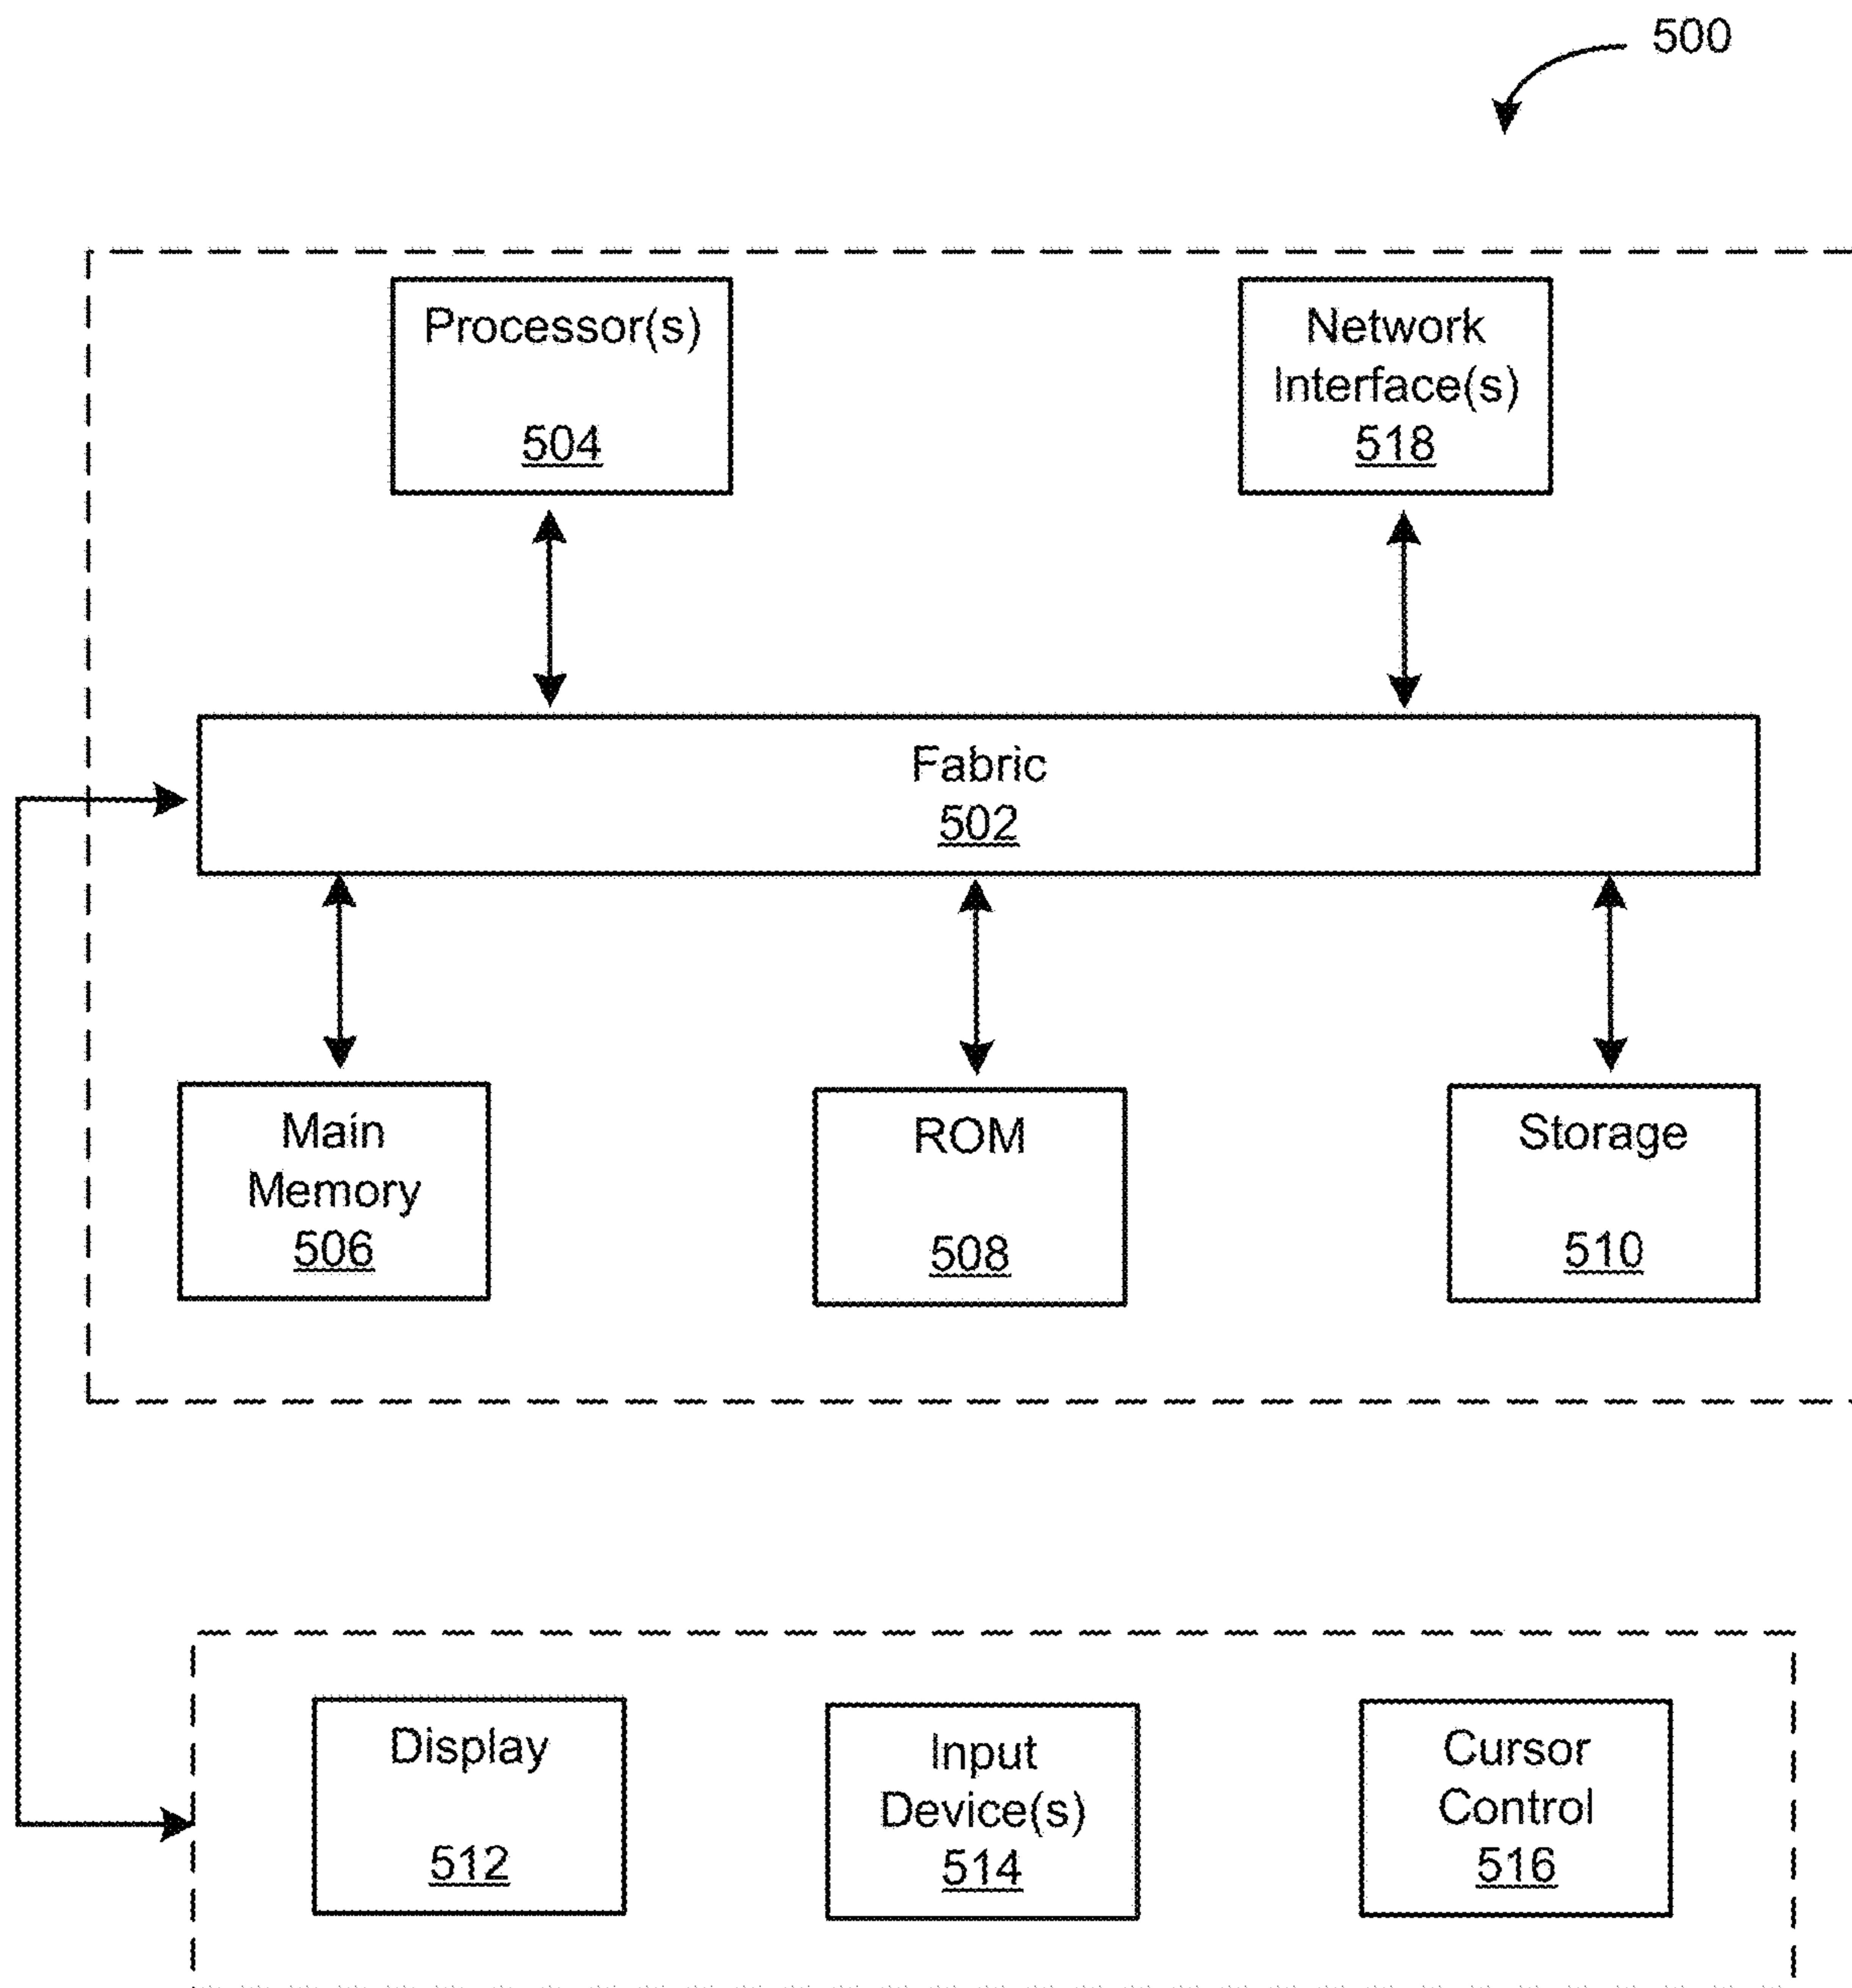 500
Processor(s)
504
Network
Interface(s)
518
Fabric
502
Main
Memory
506
ROM
508
Storage
510
Display
512
Input
Device(s)
514
Cursor
Control
516